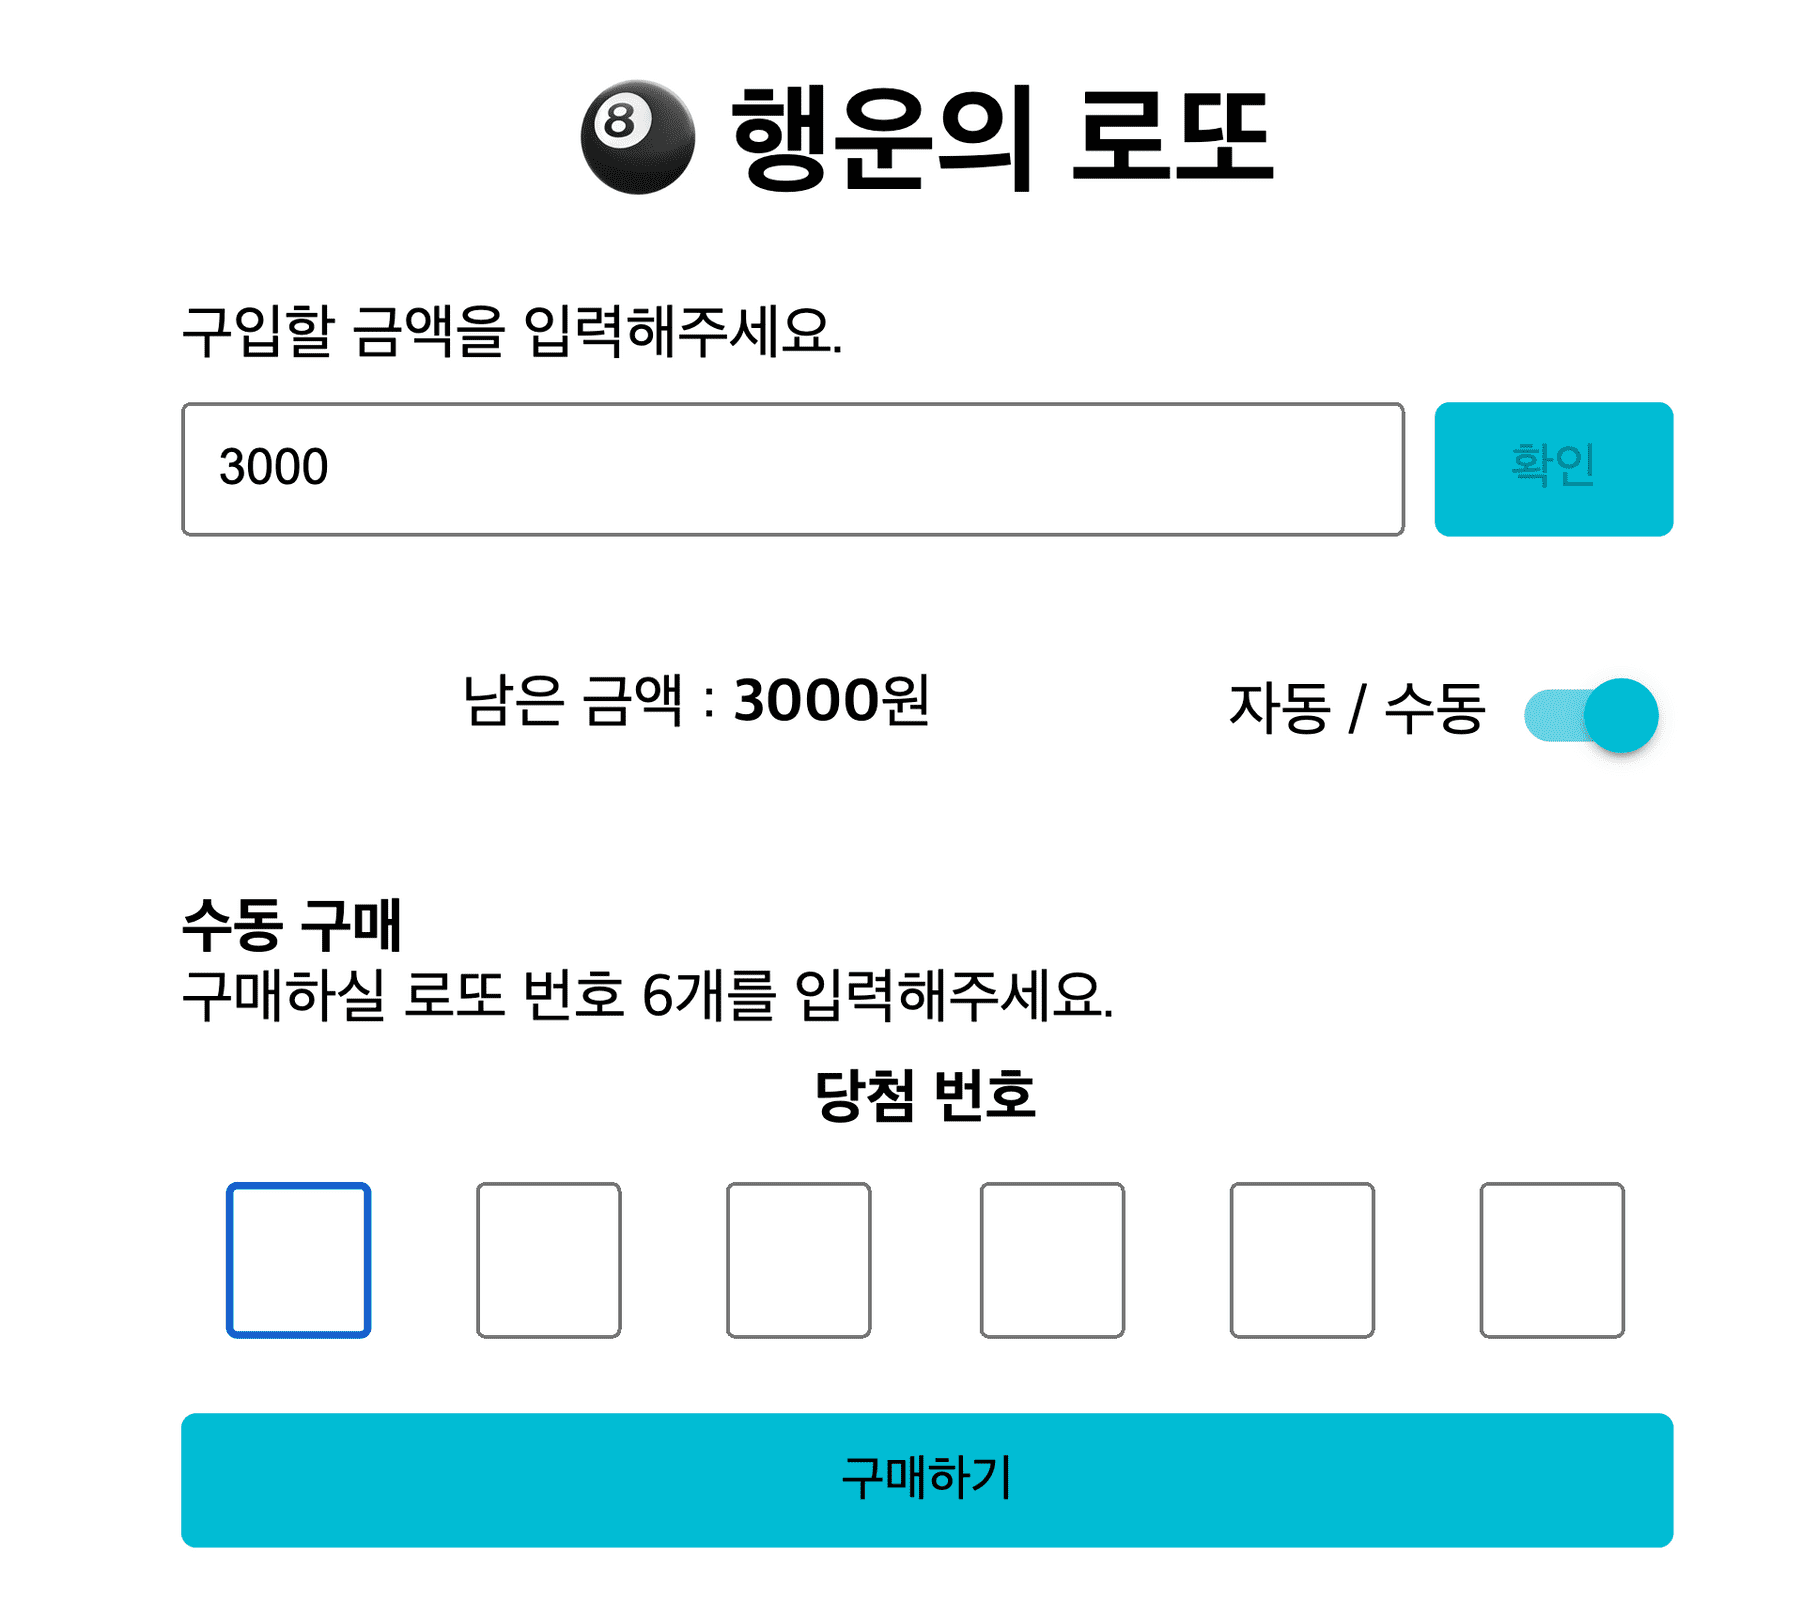 8 행운의 로또
구입할 금액을 입력해주세요.
3000 확인
남은 금액 : 3000원 자동 / 수동
수동 구매
구매하실 로또 번호 6개를 입력해주세요.
당첨 번호
구매하기